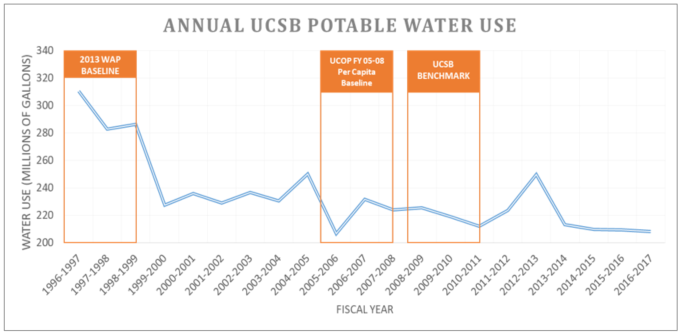 ANNUAL UCSB POTABLE WATER USE
2013 WAP
BASELINE
UCOP FY 05-08
Per Capita
Baseline
UCSB
BENCHMARK
WATER USE (MILLIONS OF GALLONS)
340
320
300
280
260
240
220
200
1996-1997
1997-1998
1998-1999
1999-2000
2000-2001
2001-2002
2002-2003
2003-2004
2004-2005
2005-2006
2006-2007
2007-2008
2008-2009
2009-2010
2010-2011
2011-2012
2012-2013
2013-2014
2014-2015
2015-2016
2016-2017
FISCAL YEAR